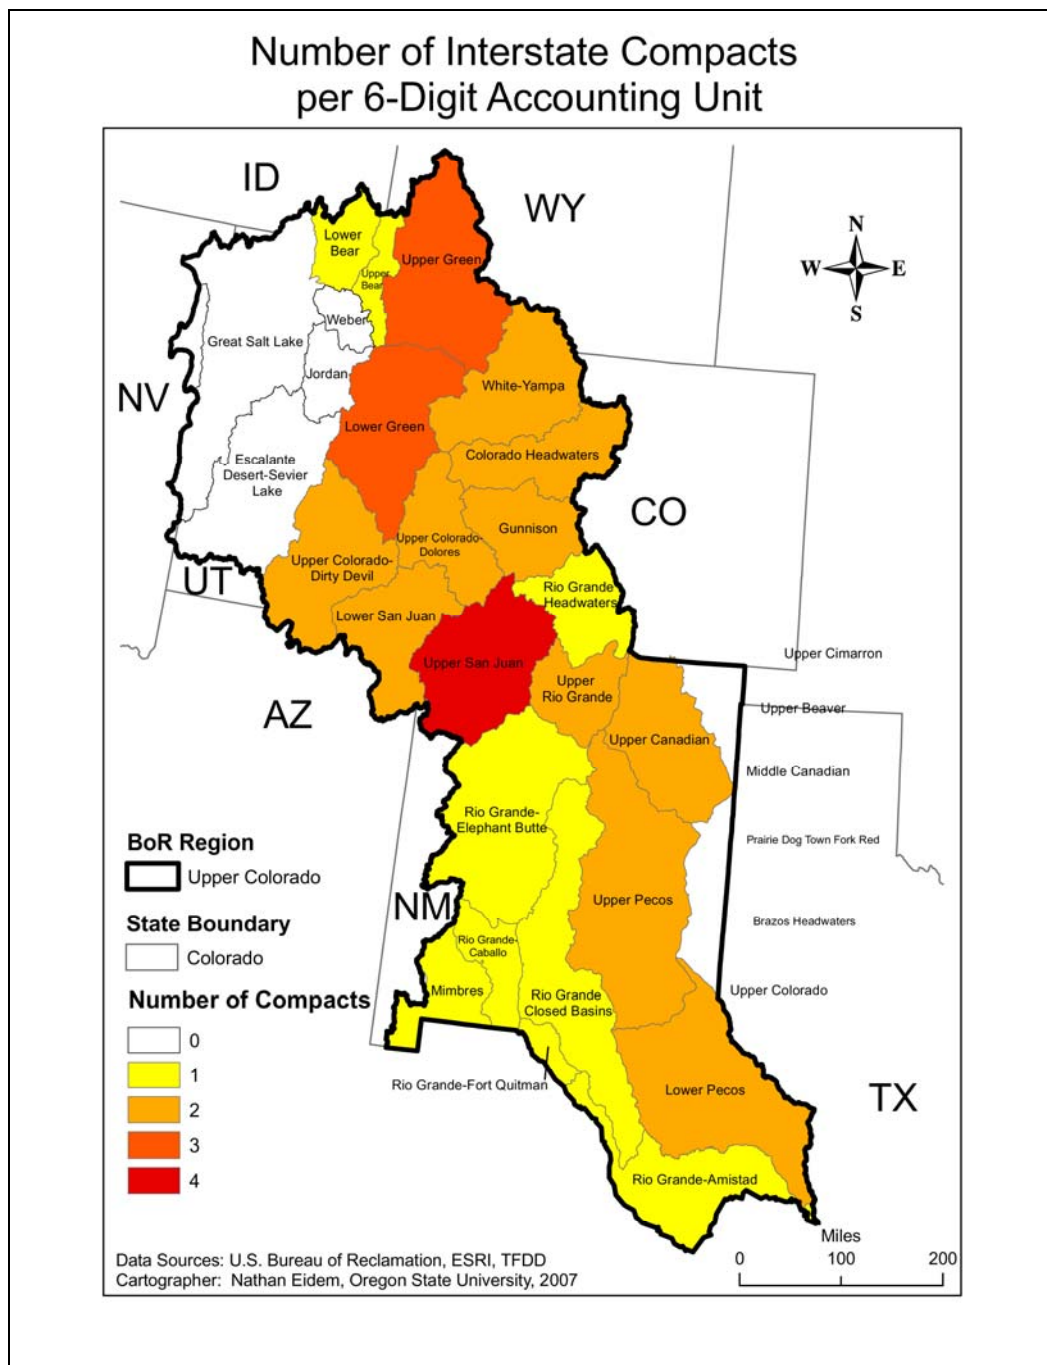 Number of Interstate Compacts
per 6-Digit Accounting Unit
ID
WY
N
W
E
S
Lower
Bear
Upper
Bear
Upper Green
Weber
Great Salt Lake
Jordan
NV
White-Yampa
Lower Green
Colorado Headwaters
Escalante
Desert-Sevier
Lake
CO
Gunnison
Upper Colorado-
Dolores
Upper Colorado-
Dirty Devil
UT
Rio Grande
Headwaters
Lower San Juan
Upper Cimarron
Upper San Juan
Upper
Rio Grande
AZ
Upper Beaver
Upper Canadian
Middle Canadian
Rio Grande-
Elephant Butte
Prairie Dog Town Fork Red
BoR Region
Upper Colorado
NM
Upper Pecos
Brazos Headwaters
State Boundary
Colorado
Rio Grande-
Caballo
Mimbres
Rio Grande
Closed Basins
Upper Colorado
Number of Compacts
0
1
2
3
4
Rio Grande-Fort Quitman
Lower Pecos
TX
Rio Grande-Amistad
Miles
0 100 200
Data Sources: U.S. Bureau of Reclamation, ESRI, TFDD
Cartographer: Nathan Eidem, Oregon State University, 2007